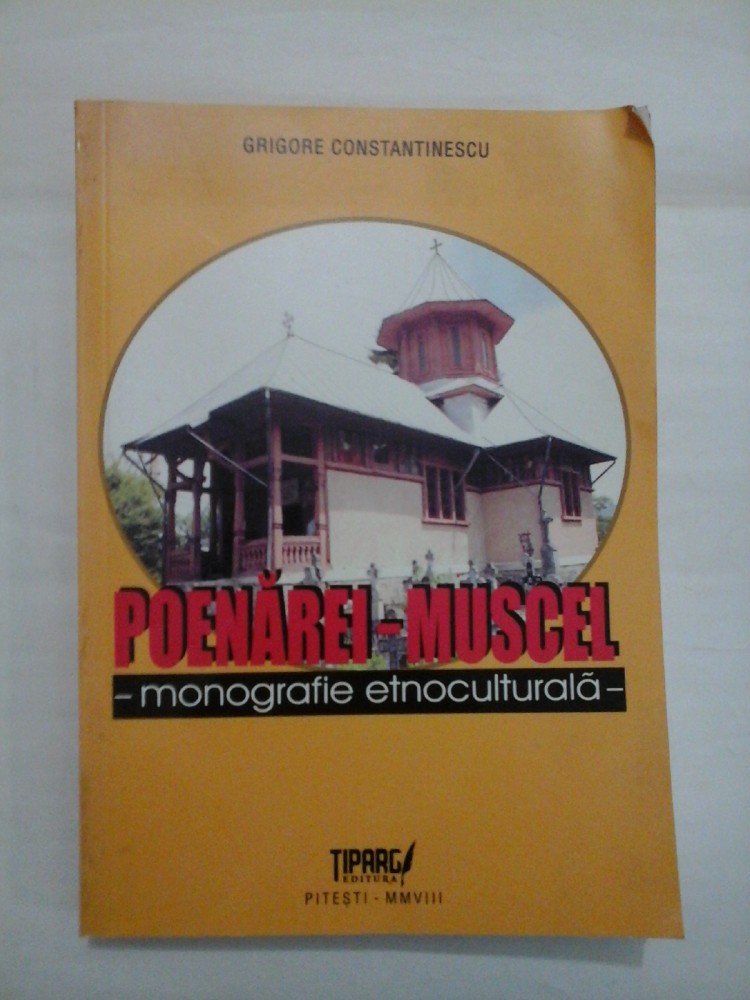 GRIGORE CONSTANTINESCU
POENĂREI - MUSCEL
- monografie etnoculturală -
TIPARG
EDITURA
PITEȘTI - MMVIII